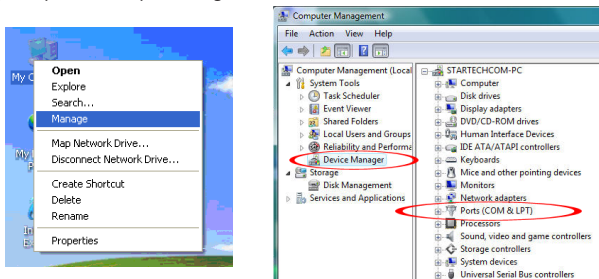 My C
Open
Explore
Search...
Manage
Map Network Drive...
Disconnect Network Drive...
Create Shortcut
Delete
Rename
Properties
Computer Management
File Action View Help
Computer Management (Local
System Tools
Task Scheduler
Event Viewer
Shared Folders
Local Users and Groups
Reliability and Performa
Device Manager
Storage
Disk Management
Services and Applications
STARTECHCOM-PC
Computer
Disk drives
Display adapters
DVD/CD-ROM drives
Human Interface Devices
IDE ATA/ATAPI controllers
Keyboards
Mice and other pointing devices
Monitors
Network adapters
Ports (COM & LPT)
Processors
Sound, video and game controllers
Storage controllers
System devices
Universal Serial Bus controllers